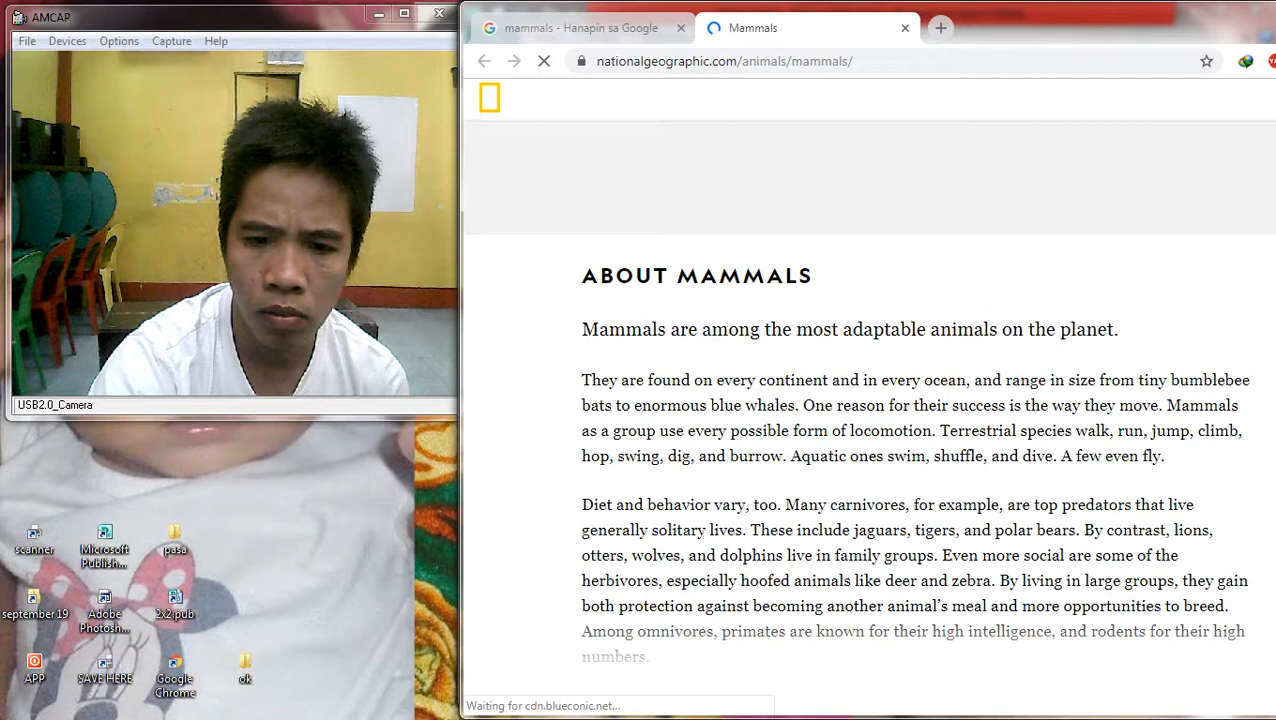 AMCAP
File Devices Options Capture Help
USB2.0_Camera
scanner
Microsoft Publish...
pasa
september 19
Adobe Photosh...
2x2.pub
APP
SAVE HERE
Google Chrome
ok
mammals - Hanapin sa Google
Mammals
nationalgeographic.com/animals/mammals/
ABOUT MAMMALS
Mammals are among the most adaptable animals on the planet.
They are found on every continent and in every ocean, and range in size from tiny bumblebee
bats to enormous blue whales. One reason for their success is the way they move. Mammals
as a group use every possible form of locomotion. Terrestrial species walk, run, jump, climb,
hop, swing, dig, and burrow. Aquatic ones swim, shuffle, and dive. A few even fly.
Diet and behavior vary, too. Many carnivores, for example, are top predators that live
generally solitary lives. These include jaguars, tigers, and polar bears. By contrast, lions,
otters, wolves, and dolphins live in family groups. Even more social are some of the
herbivores, especially hoofed animals like deer and zebra. By living in large groups, they gain
both protection against becoming another animal’s meal and more opportunities to breed.
Among omnivores, primates are known for their high intelligence, and rodents for their high
numbers.
Waiting for cdn.blueconic.net...